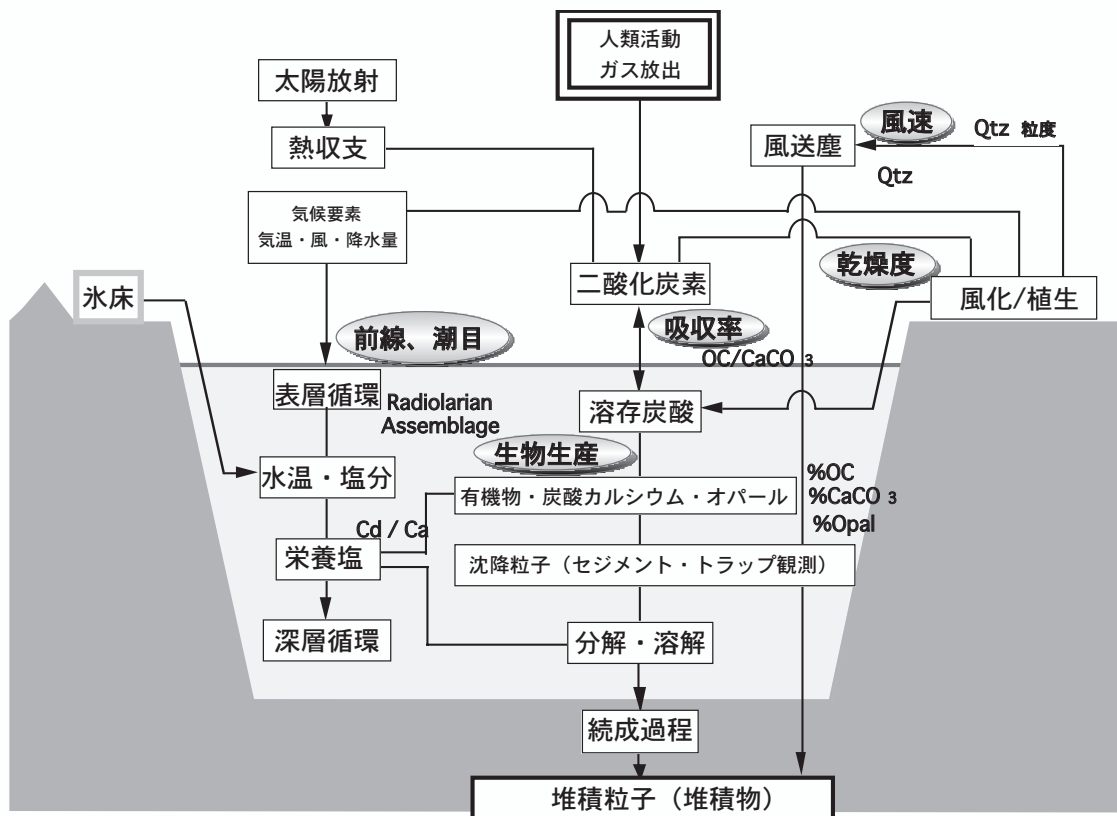 人類活動
ガス放出
太陽放射
風速
Qtz 粒度
熱収支
風送塵
Qtz
気候要素
気温・風・降水量
乾燥度
二酸化炭素
氷床
風化/植生
前線、潮目
吸収率
OC/CaCO 3
表層循環
Radiolarian
Assemblage
溶存炭酸
生物生産
水温・塩分
%OC
有機物・炭酸カルシウム・オパール
%CaCO 3
%Opal
Cd / Ca
栄養塩
沈降粒子（セジメント・トラップ観測）
深層循環
分解・溶解
続成過程
堆積粒子（堆積物）